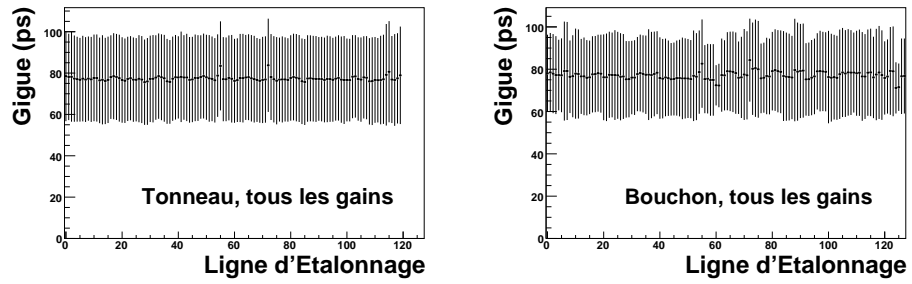 Gigue (ps)
100
80
60
40
20
0
0 20 40 60 80 100 120
Tonneau, tous les gains
Ligne d'Etalonnage
Gigue (ps)
100
80
60
40
20
0
0 20 40 60 80 100 120
Bouchon, tous les gains
Ligne d'Etalonnage